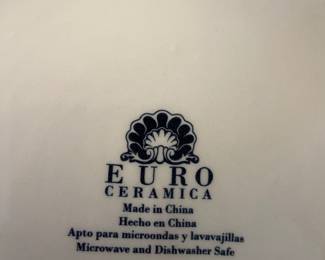 EURO
CERAMICA
Made in China
Hecho en China
Apto para microondas y lavavajillas
Microwave and Dishwasher Safe